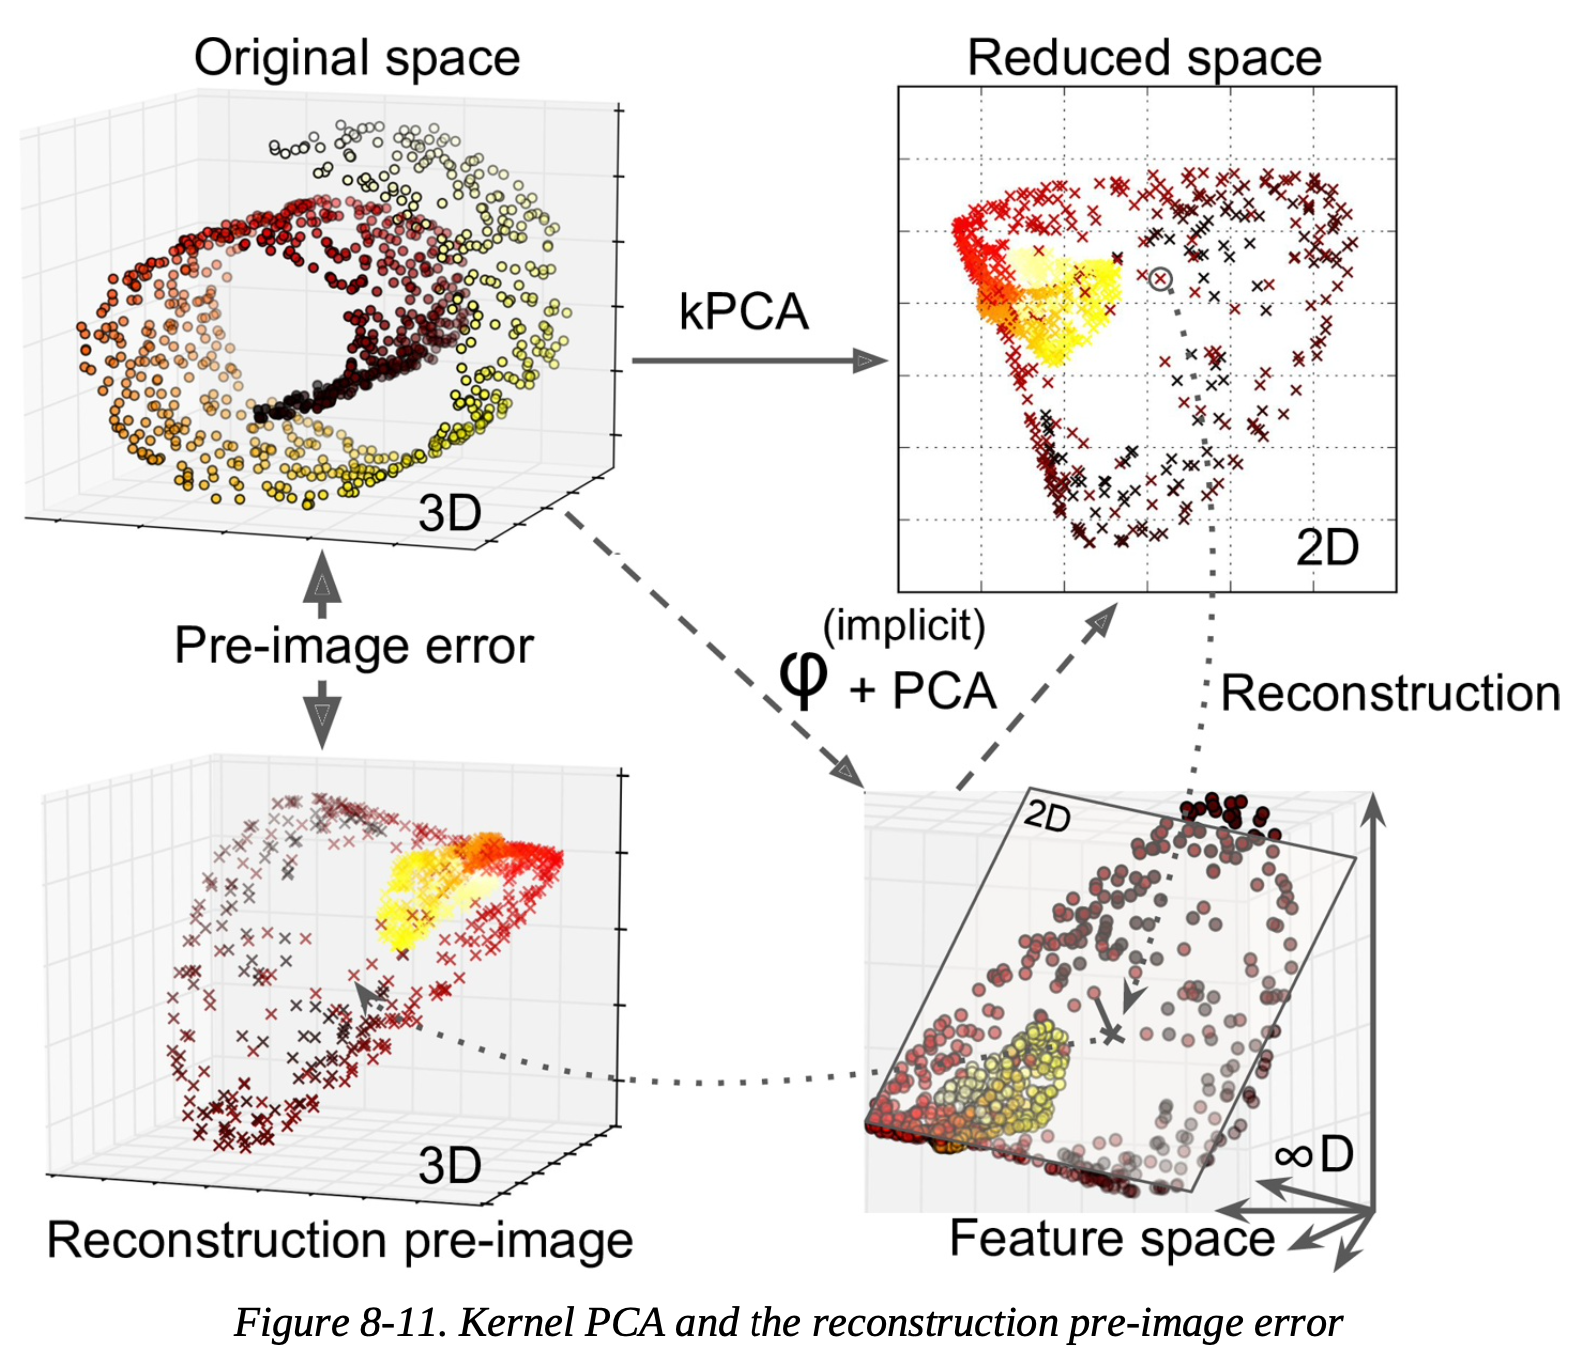 Original space
Reduced space
kPCA
3D
2D
(implicit)
Pre-image error
φ + PCA
Reconstruction
2D
3D
∞D
Reconstruction pre-image
Feature space
Figure 8-11. Kernel PCA and the reconstruction pre-image error